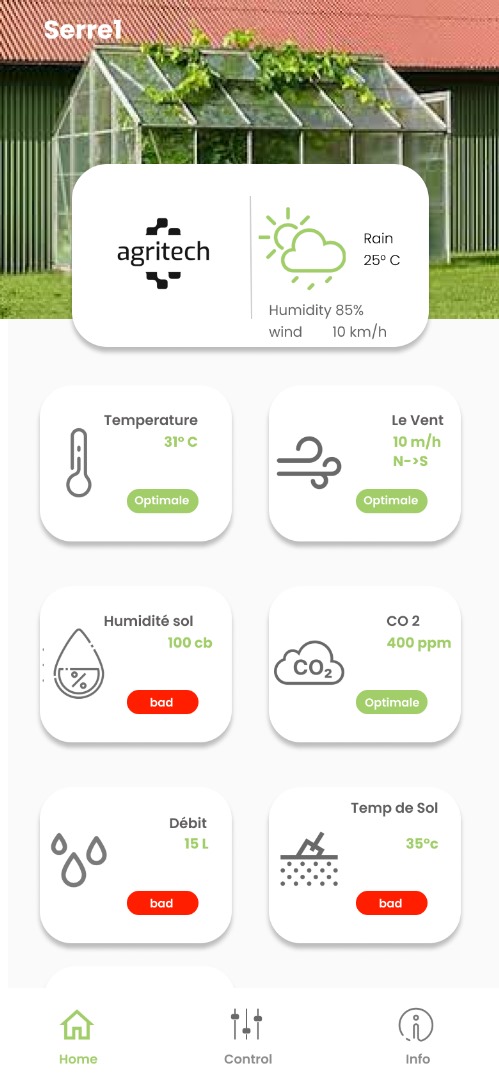 Serre1
agritech
Rain
25° C
Humidity 85%
wind 10 km/h
Temperature
31° C
Optimale
Le Vent
10 m/h
N->S
Optimale
Humidité sol
100 cb
%
bad
CO 2
400 ppm
CO₂
Optimale
Débit
15 L
bad
Temp de Sol
35°c
bad
Home
Control
Info